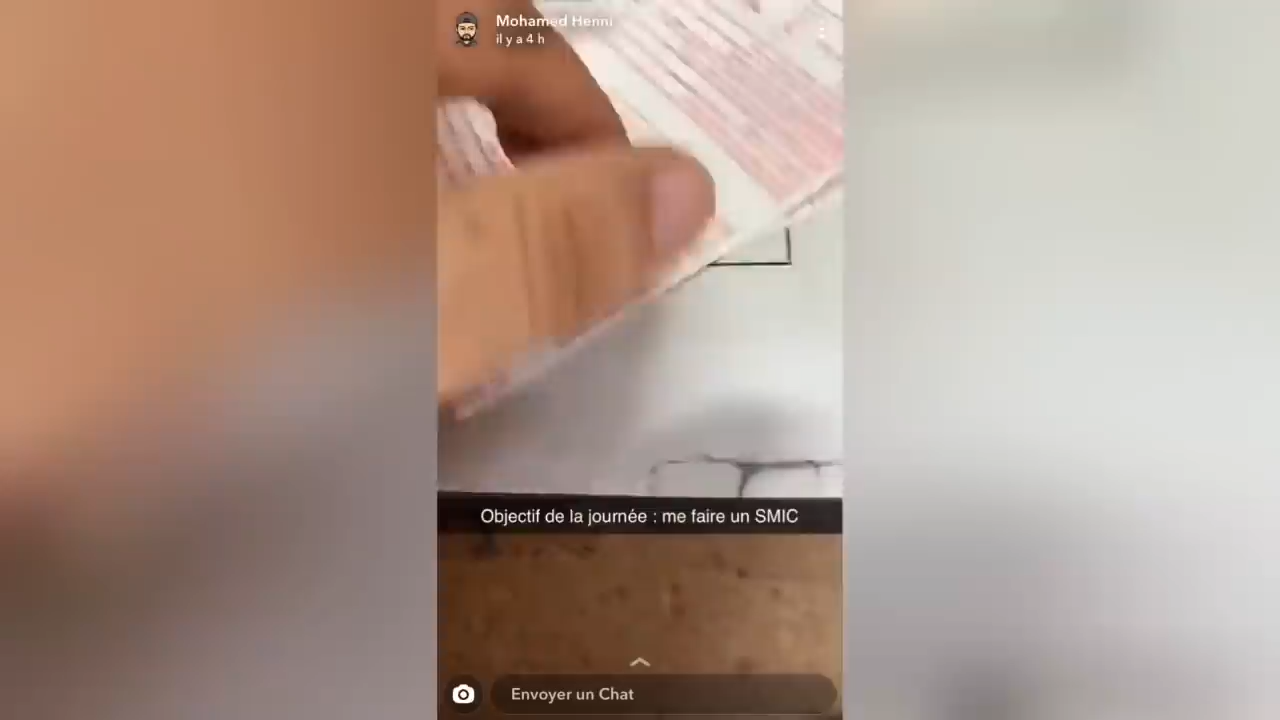 Mohamed Henni
il y a 4 h
Objectif de la journée : me faire un SMIC
Envoyer un Chat